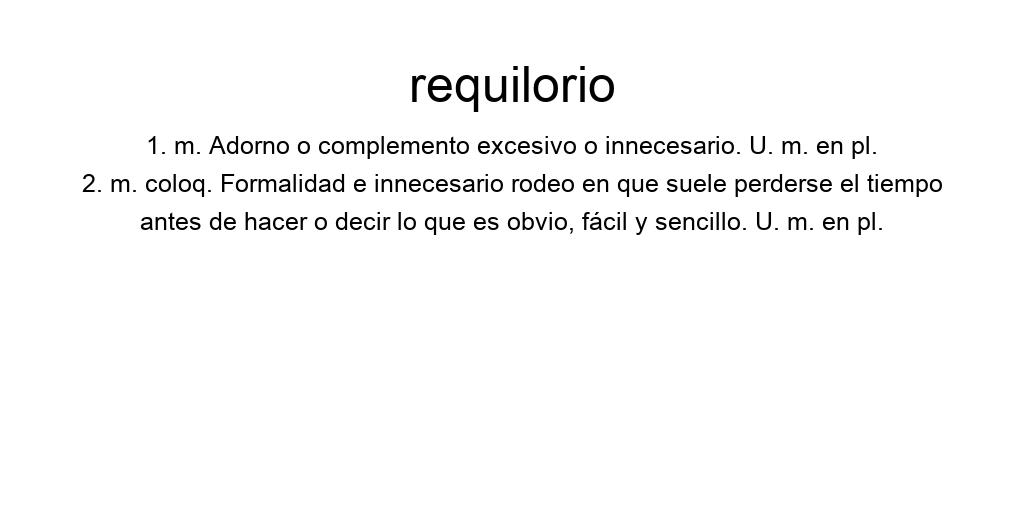 requilorio
1. m. Adorno o complemento excesivo o innecesario. U. m. en pl.
2. m. coloq. Formalidad e innecesario rodeo en que suele perderse el tiempo
antes de hacer o decir lo que es obvio, fácil y sencillo. U. m. en pl.